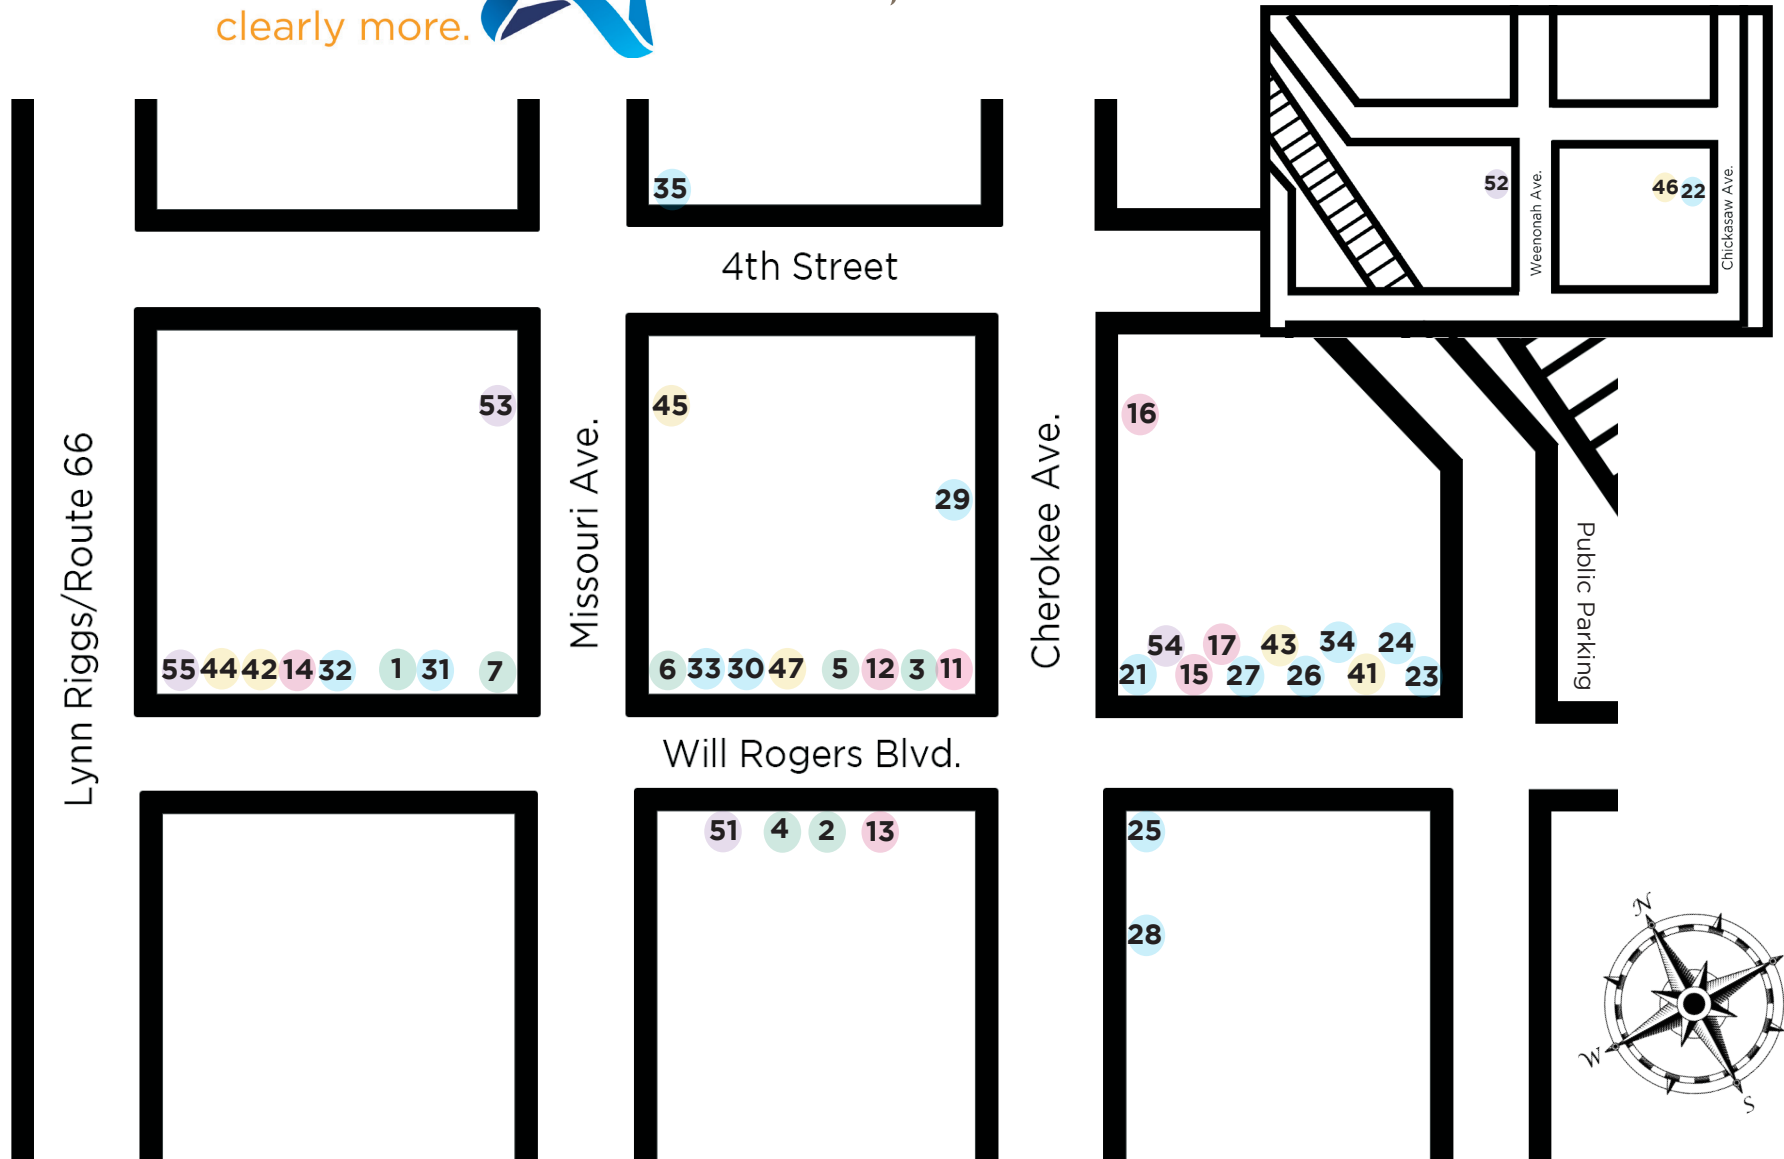 clearly more.
35
52
46 22
Weenonah Ave.
Chickasaw Ave.
4th Street
53
45
16
29
Lynn Riggs/Route 66
Missouri Ave.
Cherokee Ave.
Public Parking
54 17 43 34 24
55 44 42 14 32 1 31 7
6 33 30 47 5 12 3 11
21 15 27 26 41 23
Will Rogers Blvd.
51 4 2 13
25
28
N
W
S